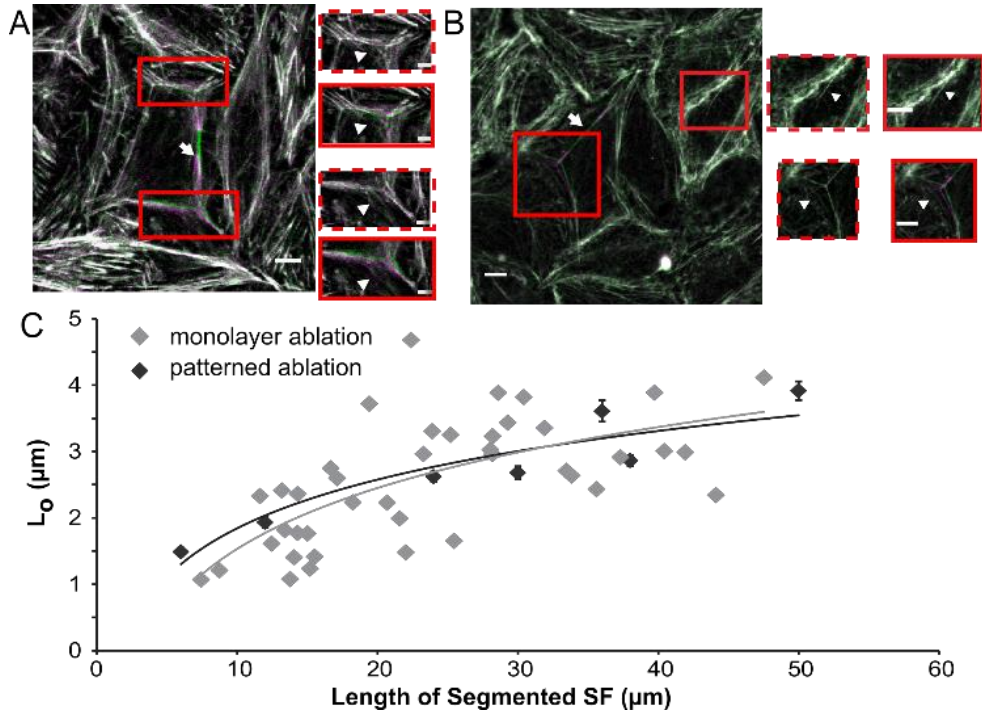 A
B
C
5
4
3
2
1
0
L₀ (µm)
monolayer ablation
patterned ablation
0 10 20 30 40 50 60
Length of Segmented SF (µm)